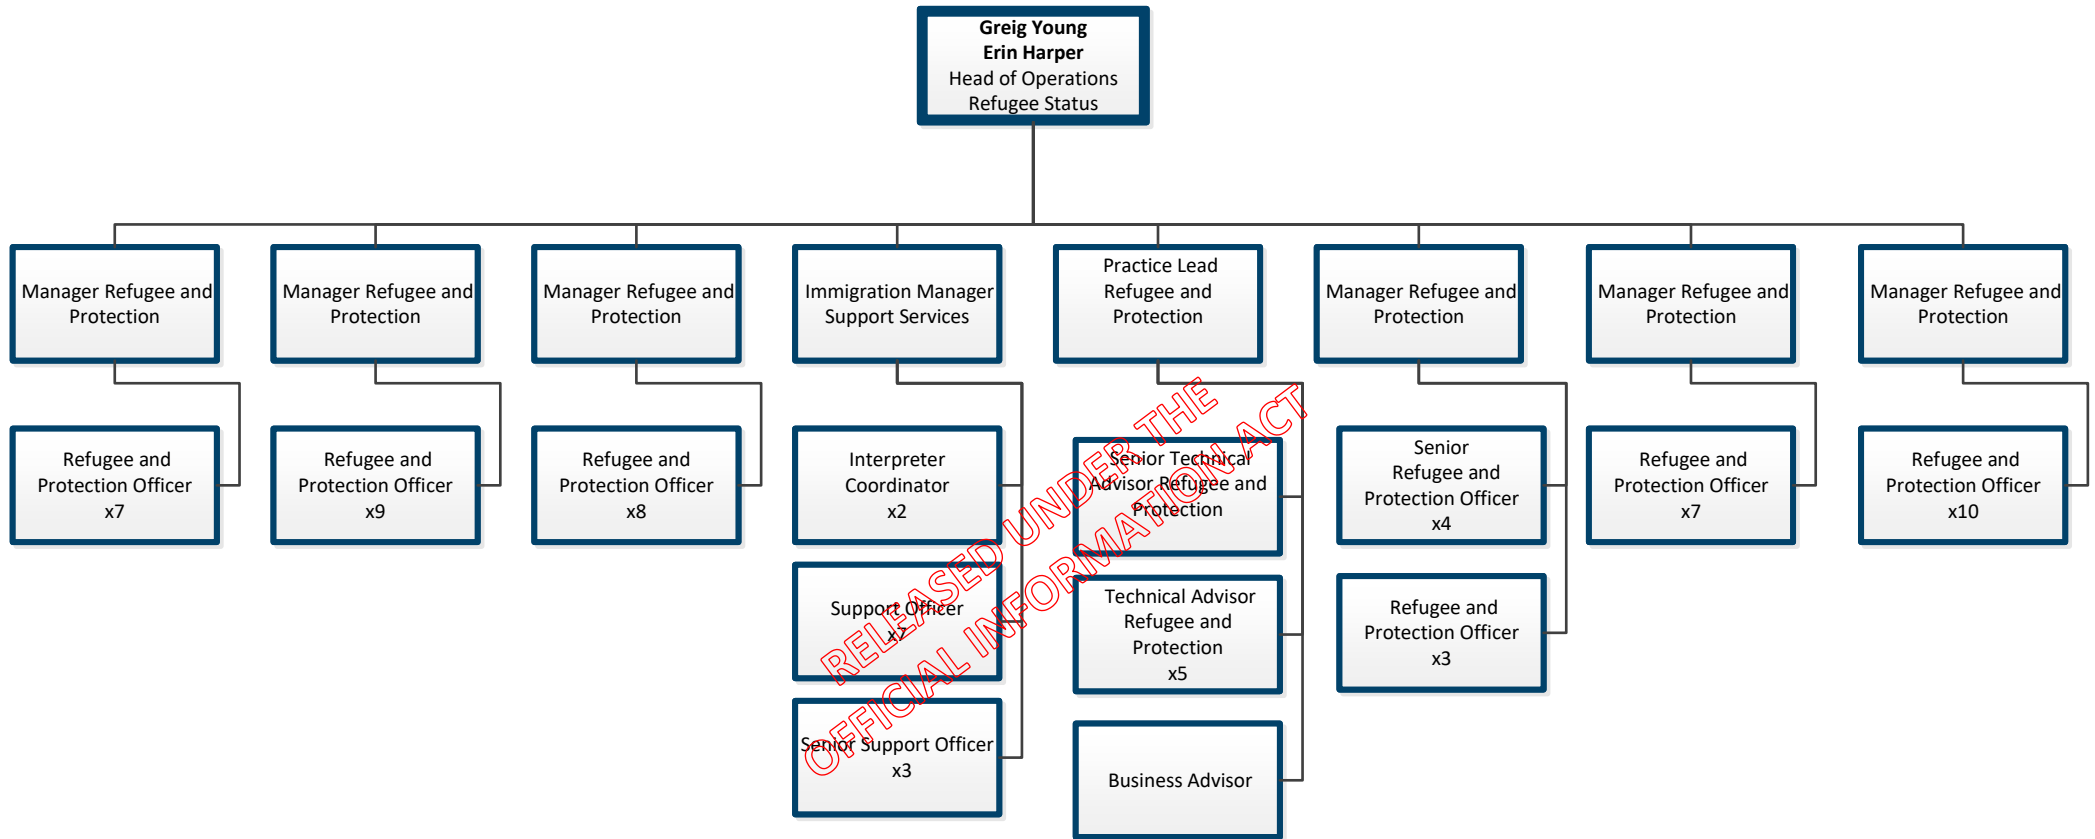 Greig Young
Erin Harper
Head of Operations
Refugee Status
Manager Refugee and
Protection
Manager Refugee and
Protection
Manager Refugee and
Protection
Immigration Manager
Support Services
Practice Lead
Refugee and
Protection
Manager Refugee and
Protection
Manager Refugee and
Protection
Manager Refugee and
Protection
Refugee and
Protection Officer
x7
Refugee and
Protection Officer
x9
Refugee and
Protection Officer
x8
Interpreter
Coordinator
x2
Support Officer
x7
Senior Support Officer
x3
Senior Technical
Advisor Refugee and
Protection
Technical Advisor
Refugee and
Protection
x5
Business Advisor
Senior
Refugee and
Protection Officer
x4
Refugee and
Protection Officer
x3
Refugee and
Protection Officer
x7
Refugee and
Protection Officer
x10
RELEASED UNDER THE
OFFICIAL INFORMATION ACT